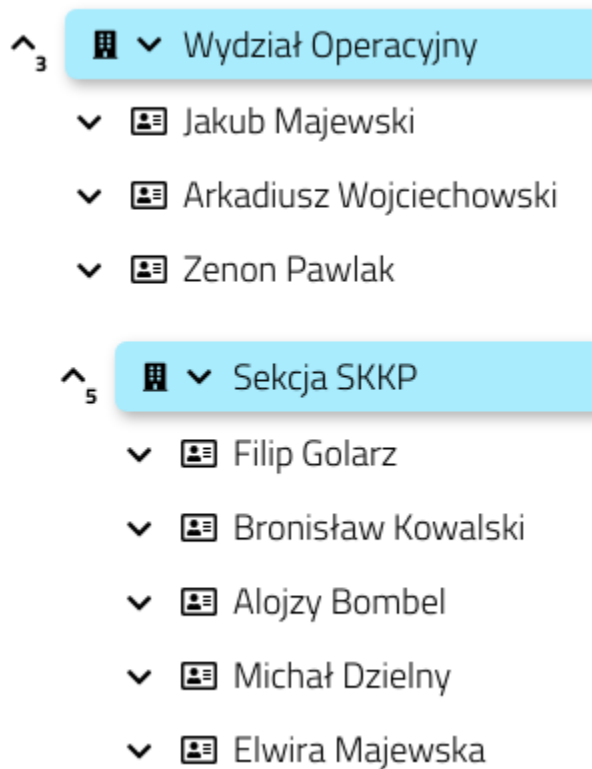 3 Wydział Operacyjny
Jakub Majewski
Arkadiusz Wojciechowski
Zenon Pawlak
5 Sekcja SKKP
Filip Golarz
Bronisław Kowalski
Alojzy Bombel
Michał Dzielny
Elwira Majewska